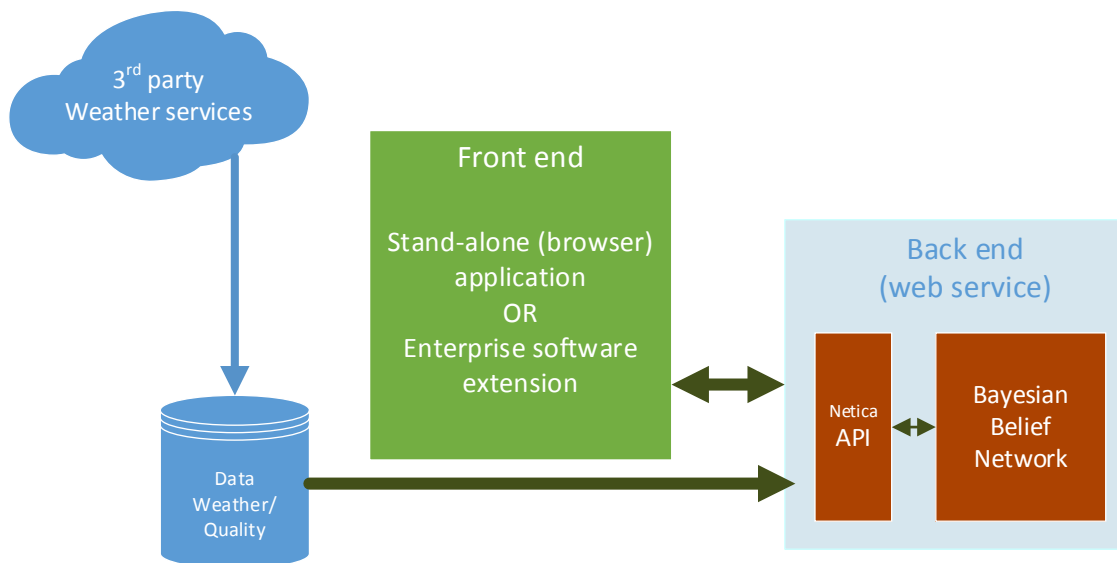 3rd party
Weather services
Front end
Stand-alone (browser)
application
OR
Enterprise software
extension
Back end
(web service)
Netica
API
Bayesian
Belief
Network
Data
Weather/
Quality